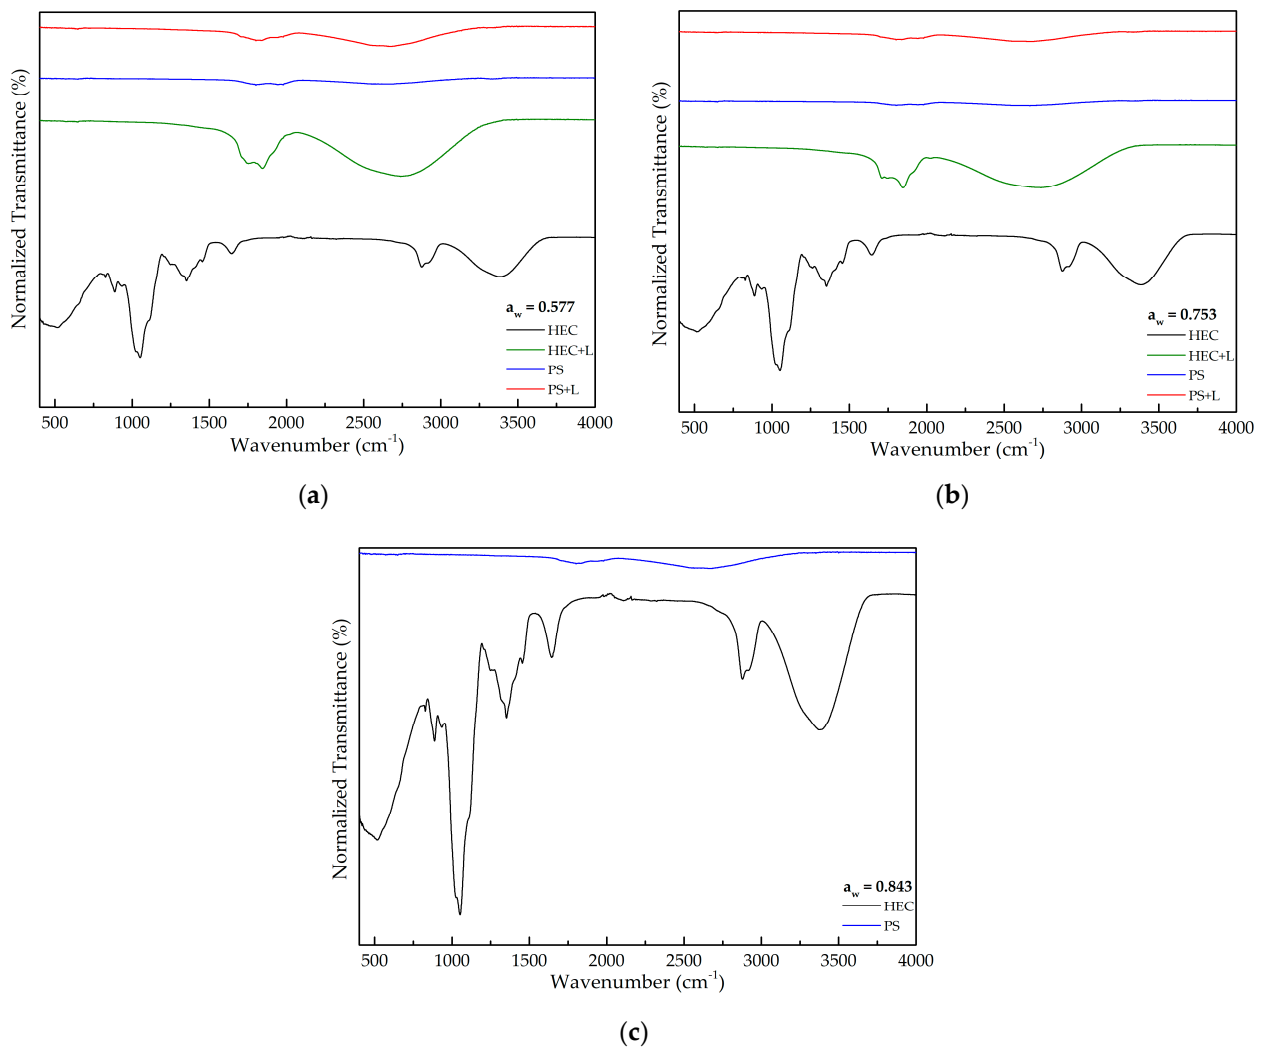 Normalized Transmittance (%)
a_w = 0.577
HEC
HEC+L
PS
PS+L
500 1000 1500 2000 2500 3000 3500 4000
Wavenumber (cm⁻¹)
(a)
Normalized Transmittance (%)
a_w = 0.753
HEC
HEC+L
PS
PS+L
500 1000 1500 2000 2500 3000 3500 4000
Wavenumber (cm⁻¹)
(b)
Normalized Transmittance (%)
a_w = 0.843
HEC
PS
500 1000 1500 2000 2500 3000 3500 4000
Wavenumber (cm⁻¹)
(c)